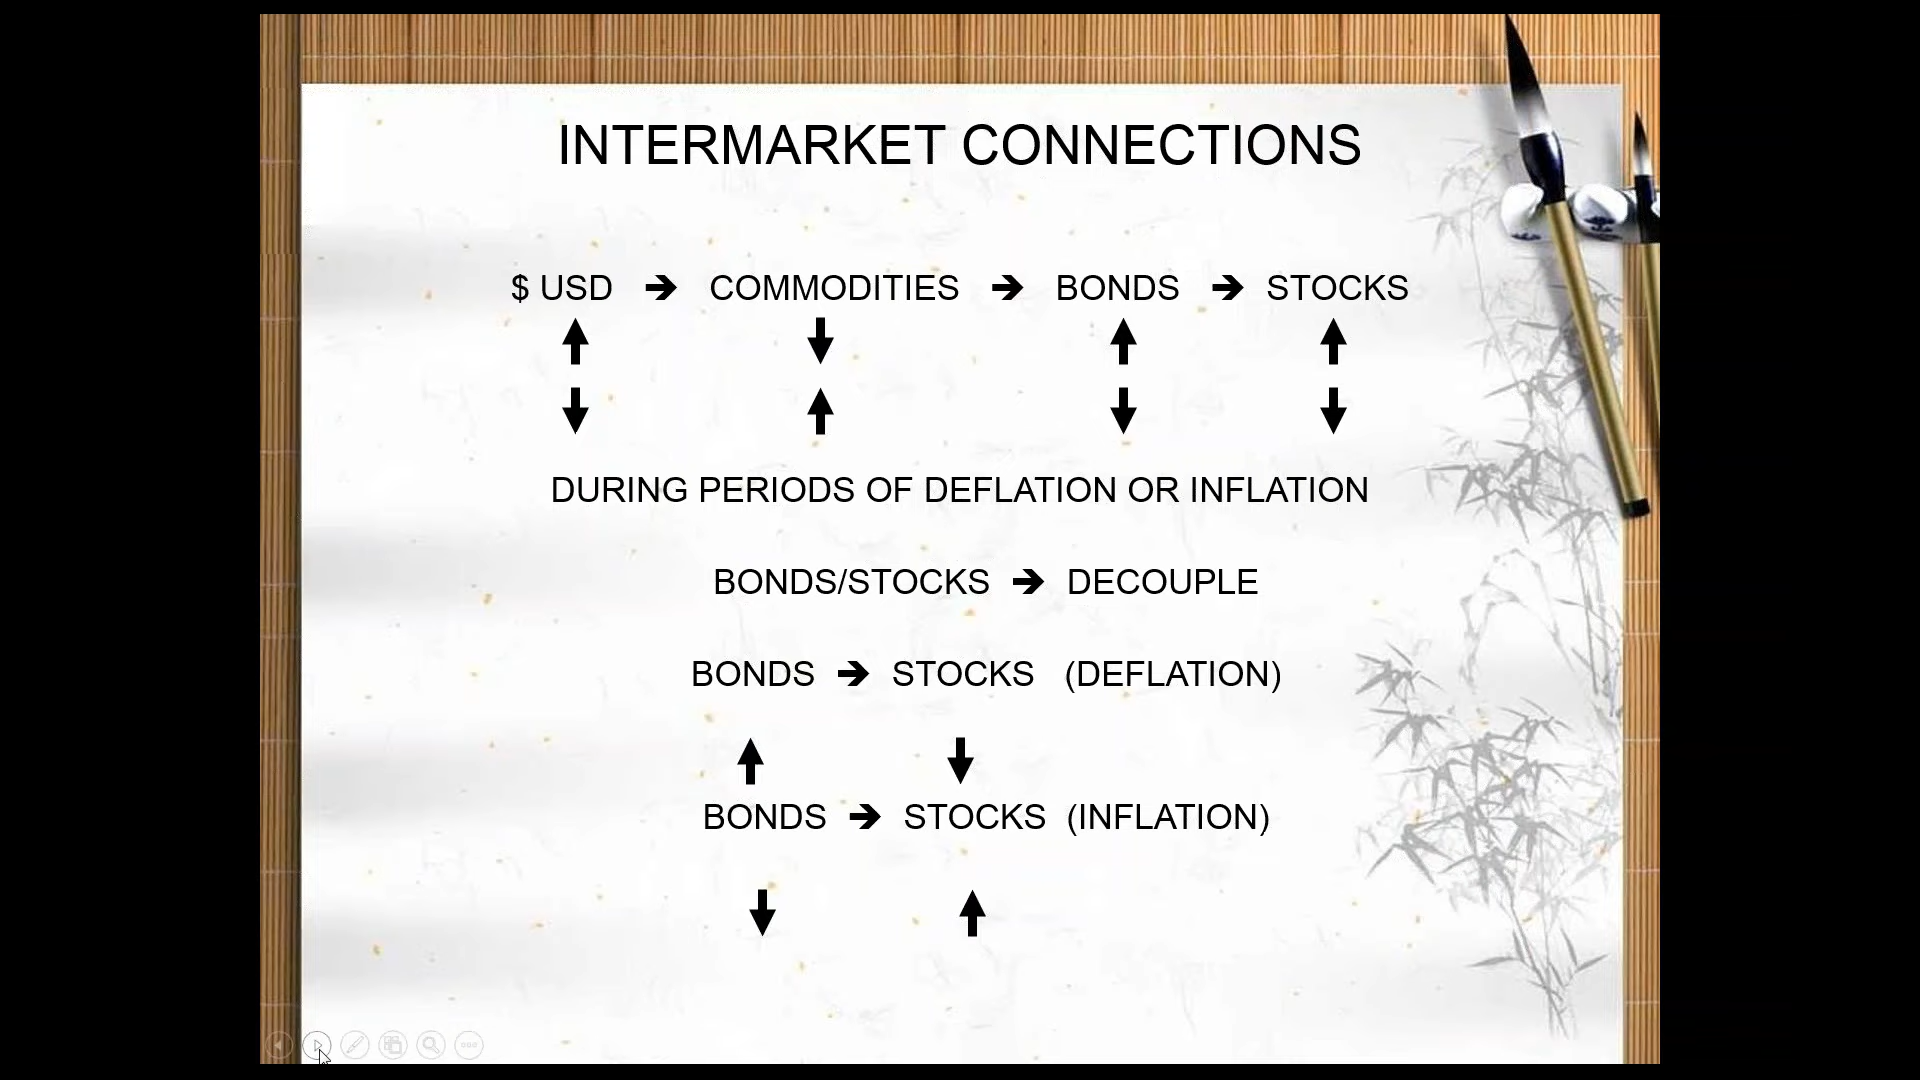 INTERMARKET CONNECTIONS
$ USD ➔ COMMODITIES ➔ BONDS ➔ STOCKS
DURING PERIODS OF DEFLATION OR INFLATION
BONDS/STOCKS ➔ DECOUPLE
BONDS ➔ STOCKS (DEFLATION)
BONDS ➔ STOCKS (INFLATION)